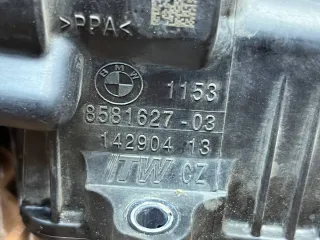 >PPA<
BMW 1153
8581627-03
142904 13
ITW CZ